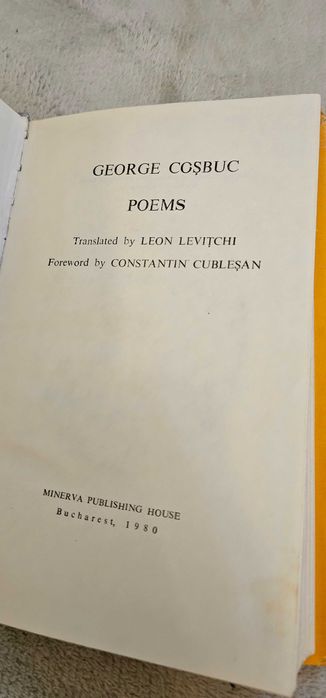 GEORGE COŞBUC
POEMS
Translated by LEON LEVIŢCHI
Foreword by CONSTANTIN CUBLEŞAN
MINERVA PUBLISHING HOUSE
Bucharest, 1980